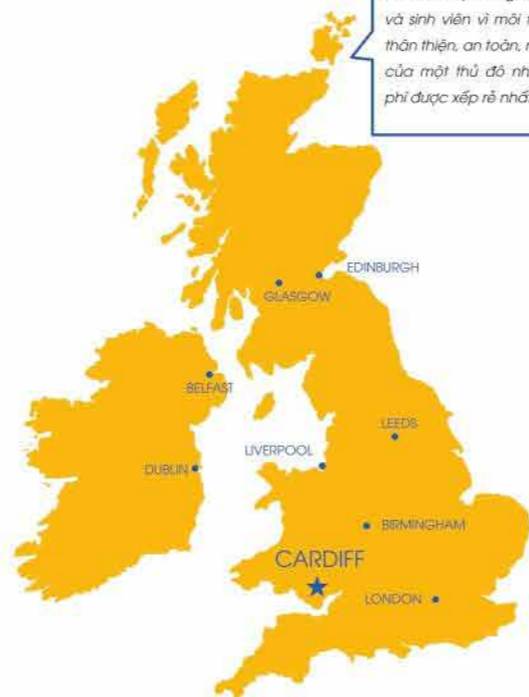 và sinh viên vì môi
thân thiện, an toàn,
của một thủ đô
phí được xếp rẻ
EDINBURGH
GLASGOW
BELFAST
LEEDS
LIVERPOOL
DUBLIN
BIRMINGHAM
CARDIFF
LONDON